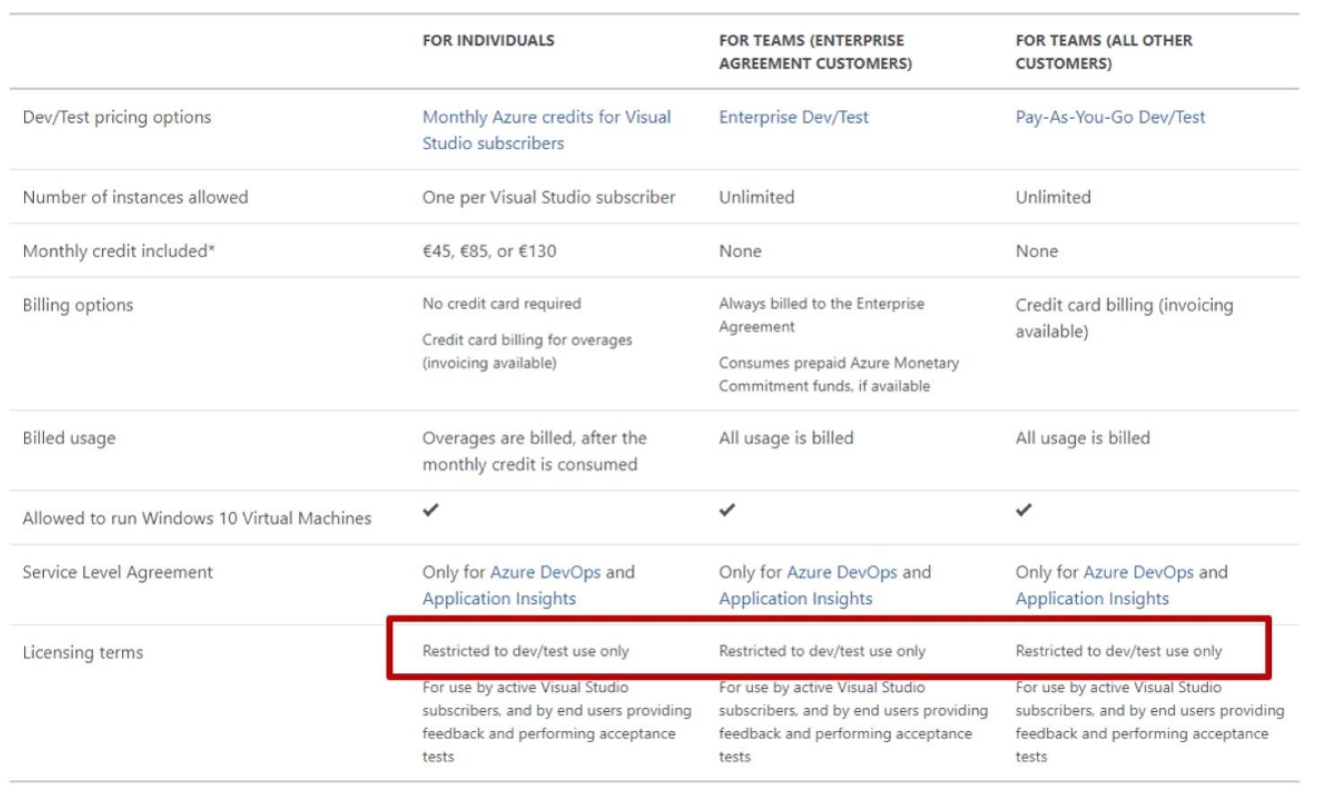 FOR INDIVIDUALS
FOR TEAMS (ENTERPRISE
AGREEMENT CUSTOMERS)
FOR TEAMS (ALL OTHER
CUSTOMERS)
Dev/Test pricing options
Monthly Azure credits for Visual
Studio subscribers
Enterprise Dev/Test
Pay-As-You-Go Dev/Test
Number of instances allowed
One per Visual Studio subscriber
Unlimited
Unlimited
Monthly credit included*
€45, €85, or €130
None
None
Billing options
No credit card required
Credit card billing for overages
(invoicing available)
Always billed to the Enterprise
Agreement
Consumes prepaid Azure Monetary
Commitment funds, if available
Credit card billing (invoicing
available)
Billed usage
Overages are billed, after the
monthly credit is consumed
All usage is billed
All usage is billed
Allowed to run Windows 10 Virtual Machines
✔
✔
✔
Service Level Agreement
Only for Azure DevOps and
Application Insights
Only for Azure DevOps and
Application Insights
Only for Azure DevOps and
Application Insights
Licensing terms
Restricted to dev/test use only
For use by active Visual Studio
subscribers, and by end users providing
feedback and performing acceptance
tests
Restricted to dev/test use only
For use by active Visual Studio
subscribers, and by end users providing
feedback and performing acceptance
tests
Restricted to dev/test use only
For use by active Visual Studio
subscribers, and by end users providing
feedback and performing acceptance
tests